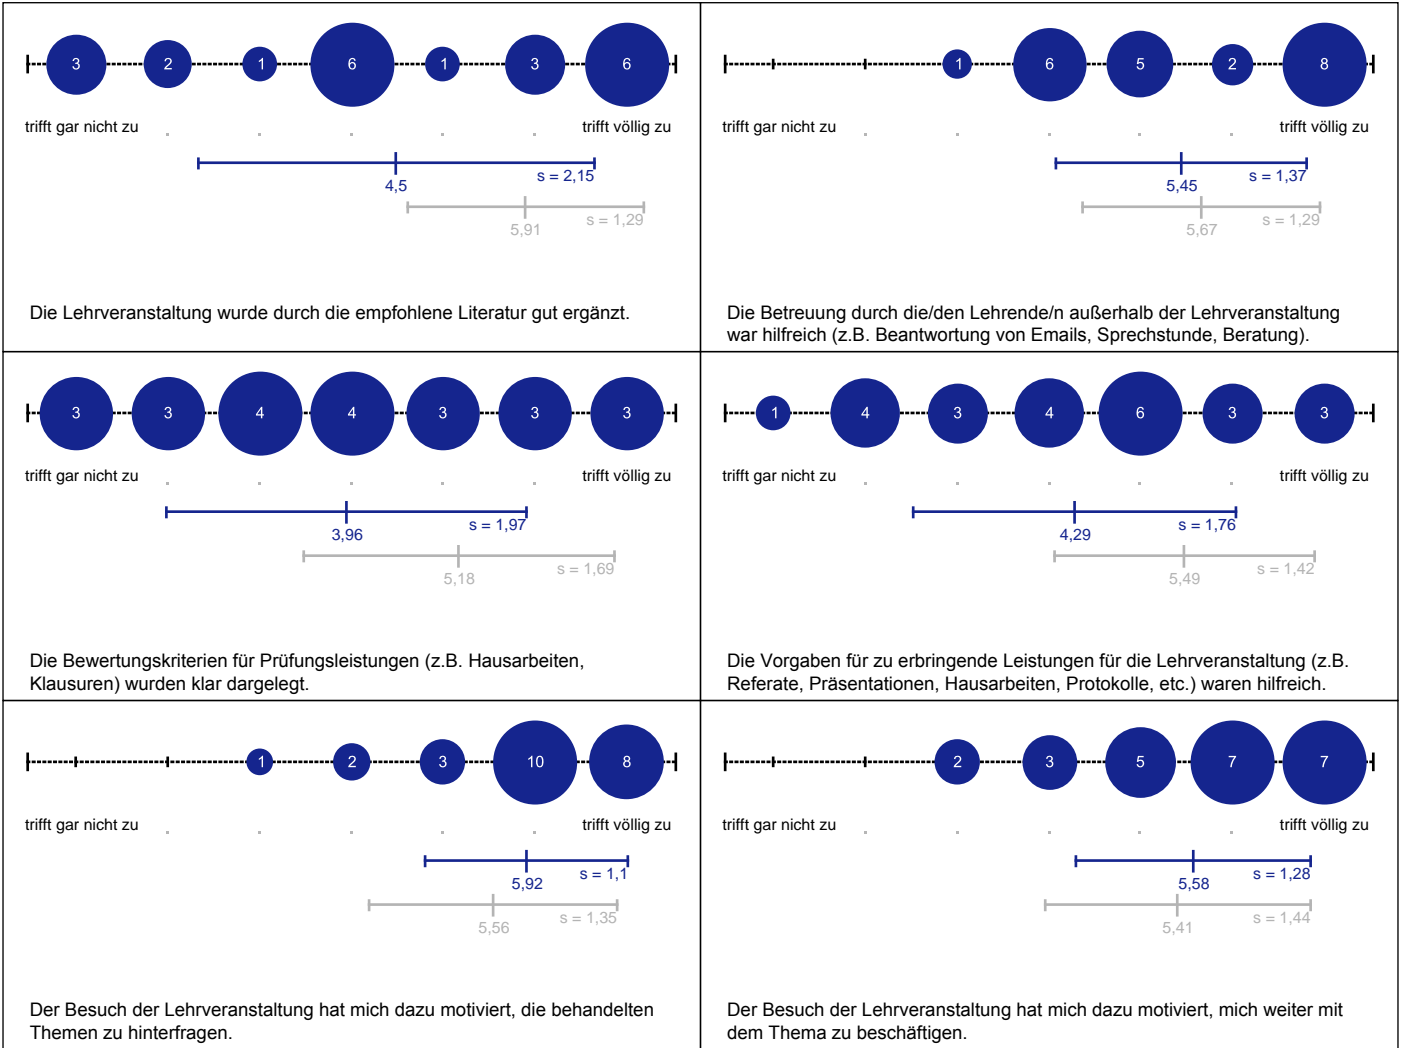 3 2 1 6 1 3 6
trifft gar nicht zu trifft völlig zu
s = 2,15
4,5
s = 1,29
5,91
Die Lehrveranstaltung wurde durch die empfohlene Literatur gut ergänzt.
1 6 5 2 8
trifft gar nicht zu trifft völlig zu
s = 1,37
5,45
s = 1,29
5,67
Die Betreuung durch die/den Lehrende/n außerhalb der Lehrveranstaltung
war hilfreich (z.B. Beantwortung von Emails, Sprechstunde, Beratung).
3 3 4 4 3 3 3
trifft gar nicht zu trifft völlig zu
s = 1,97
3,96
s = 1,69
5,18
Die Bewertungskriterien für Prüfungsleistungen (z.B. Hausarbeiten,
Klausuren) wurden klar dargelegt.
1 4 3 4 6 3 3
trifft gar nicht zu trifft völlig zu
s = 1,76
4,29
s = 1,42
5,49
Die Vorgaben für zu erbringende Leistungen für die Lehrveranstaltung (z.B.
Referate, Präsentationen, Hausarbeiten, Protokolle, etc.) waren hilfreich.
1 2 3 10 8
trifft gar nicht zu trifft völlig zu
s = 1,1
5,92
s = 1,35
5,56
Der Besuch der Lehrveranstaltung hat mich dazu motiviert, die behandelten
Themen zu hinterfragen.
2 3 5 7 7
trifft gar nicht zu trifft völlig zu
s = 1,28
5,58
s = 1,44
5,41
Der Besuch der Lehrveranstaltung hat mich dazu motiviert, mich weiter mit
dem Thema zu beschäftigen.